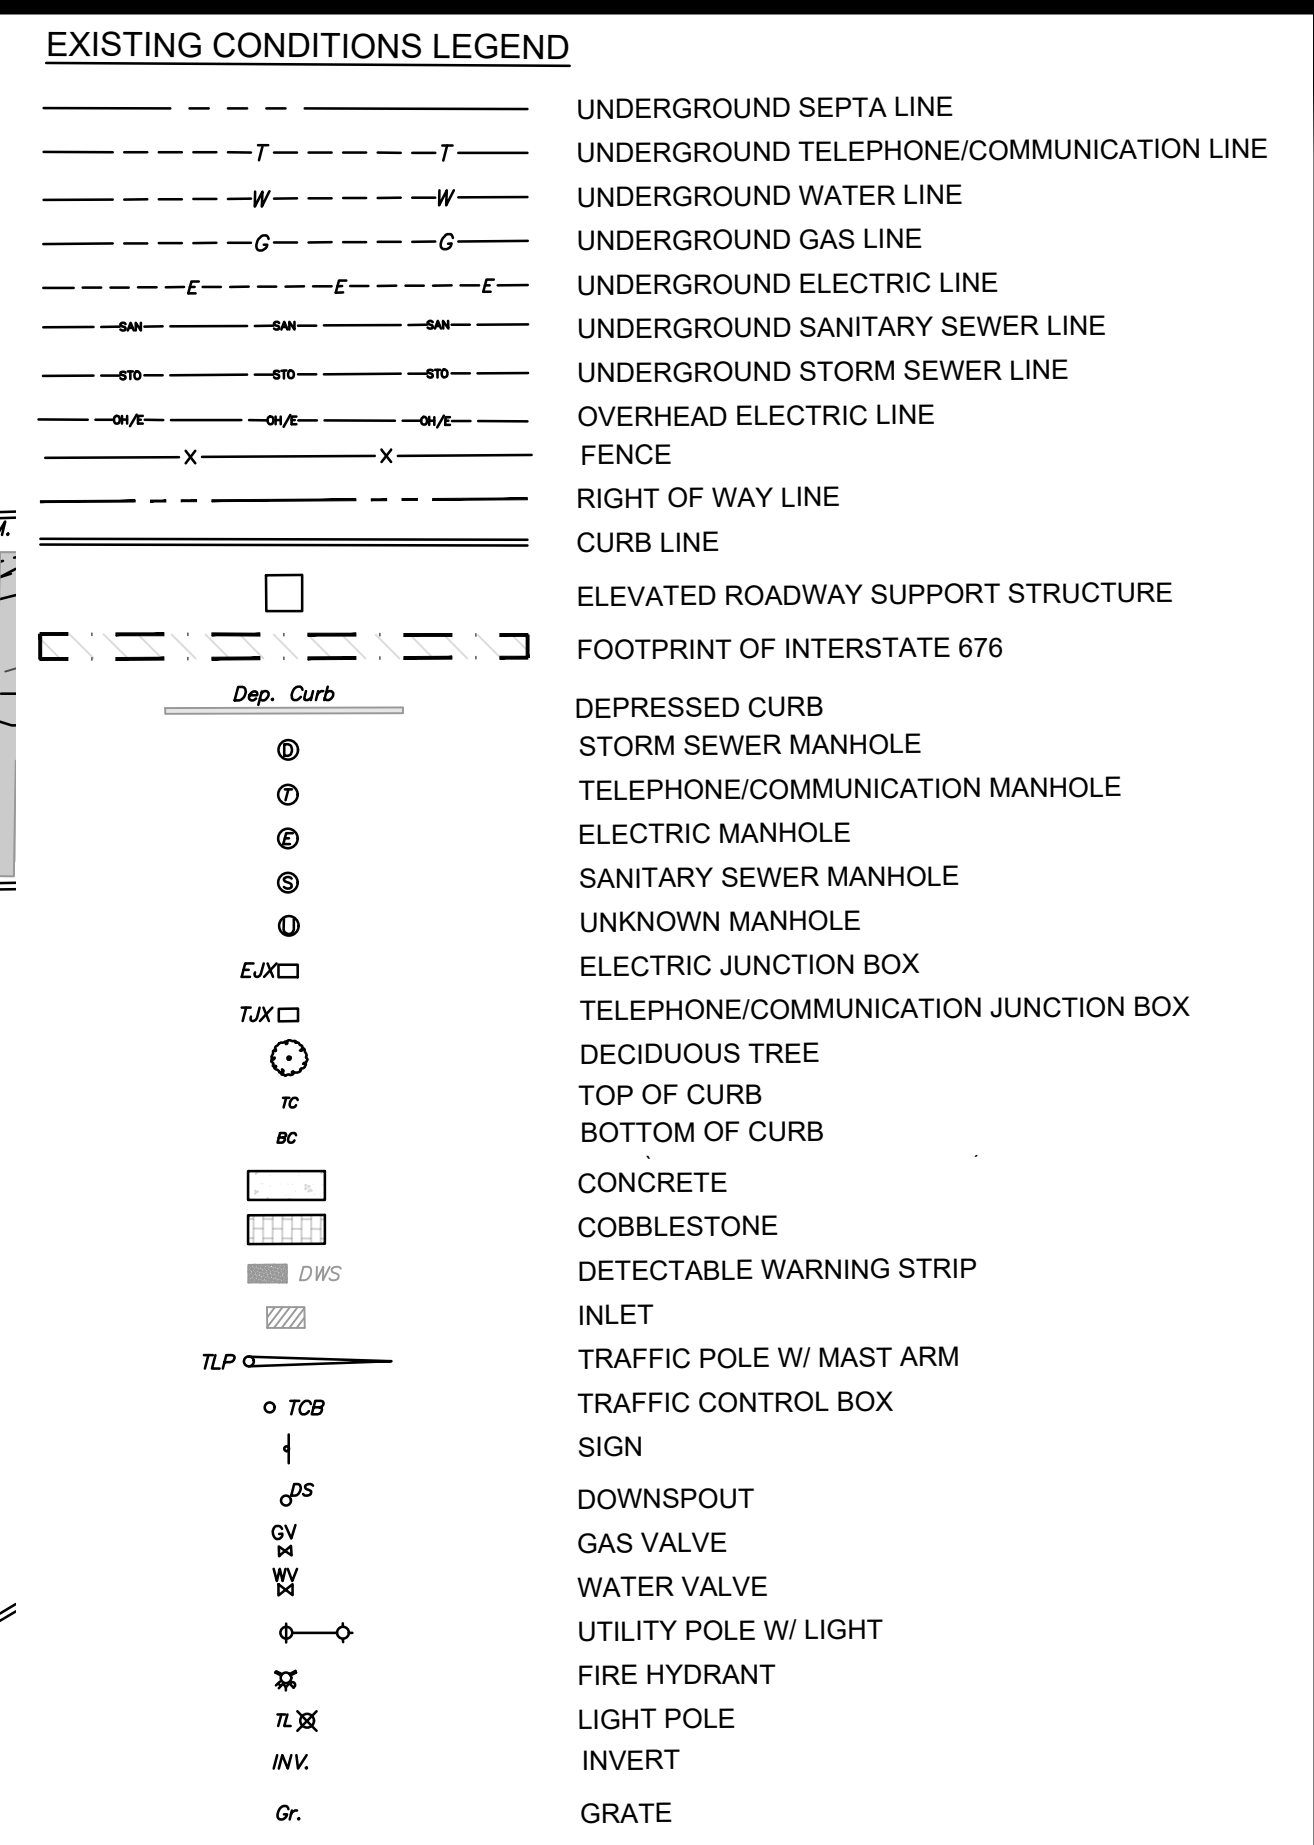 EXISTING CONDITIONS LEGEND
UNDERGROUND SEPTA LINE
T T UNDERGROUND TELEPHONE/COMMUNICATION LINE
W W UNDERGROUND WATER LINE
G G UNDERGROUND GAS LINE
E E E UNDERGROUND ELECTRIC LINE
SAN SAN SAN UNDERGROUND SANITARY SEWER LINE
STO STO STO UNDERGROUND STORM SEWER LINE
OH/E OH/E OH/E OVERHEAD ELECTRIC LINE
X X FENCE
RIGHT OF WAY LINE
CURB LINE
ELEVATED ROADWAY SUPPORT STRUCTURE
FOOTPRINT OF INTERSTATE 676
Dep. Curb DEPRESSED CURB
D STORM SEWER MANHOLE
T TELEPHONE/COMMUNICATION MANHOLE
E ELECTRIC MANHOLE
S SANITARY SEWER MANHOLE
U UNKNOWN MANHOLE
EJX ELECTRIC JUNCTION BOX
TJX TELEPHONE/COMMUNICATION JUNCTION BOX
DECIDUOUS TREE
TC TOP OF CURB
BC BOTTOM OF CURB
CONCRETE
COBBLESTONE
DWS DETECTABLE WARNING STRIP
INLET
TLP TRAFFIC POLE W/ MAST ARM
TCB TRAFFIC CONTROL BOX
SIGN
DS DOWNSPOUT
GV GAS VALVE
WV WATER VALVE
UTILITY POLE W/ LIGHT
FIRE HYDRANT
TL LIGHT POLE
INV. INVERT
Gr. GRATE